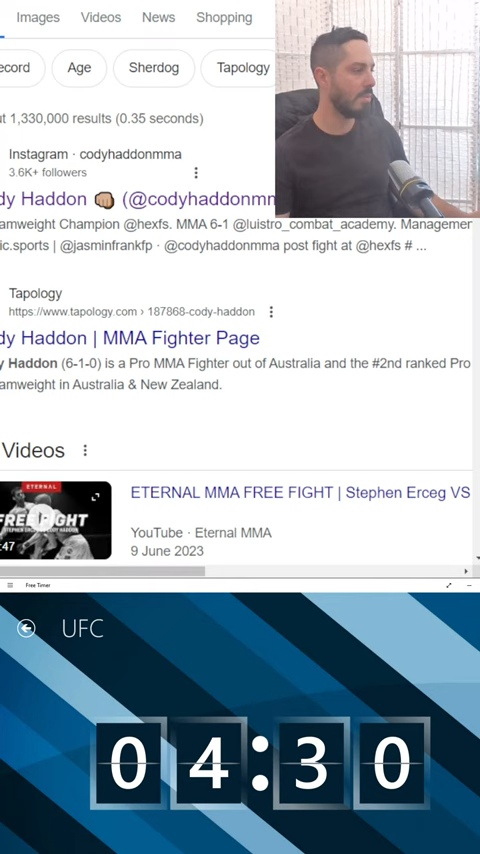 Images Videos News Shopping
ecord Age Sherdog Tapology
t 1,330,000 results (0.35 seconds)
Instagram · codyhaddonmma
3.6K+ followers
dy Haddon 👊🏼 (@codyhaddonmm
amweight Champion @hexfs. MMA 6-1 @luistro_combat_academy. Managemer
ic.sports | @jasminfrankfp · @codyhaddonmma post fight at @hexfs # ...
Tapology
https://www.tapology.com › 187868-cody-haddon
dy Haddon | MMA Fighter Page
y Haddon (6-1-0) is a Pro MMA Fighter out of Australia and the #2nd ranked Pro
amweight in Australia & New Zealand.
Videos
ETERNAL
FREE FIGHT
:47
ETERNAL MMA FREE FIGHT | Stephen Erceg VS
YouTube · Eternal MMA
9 June 2023
Free Timer
UFC
04:30